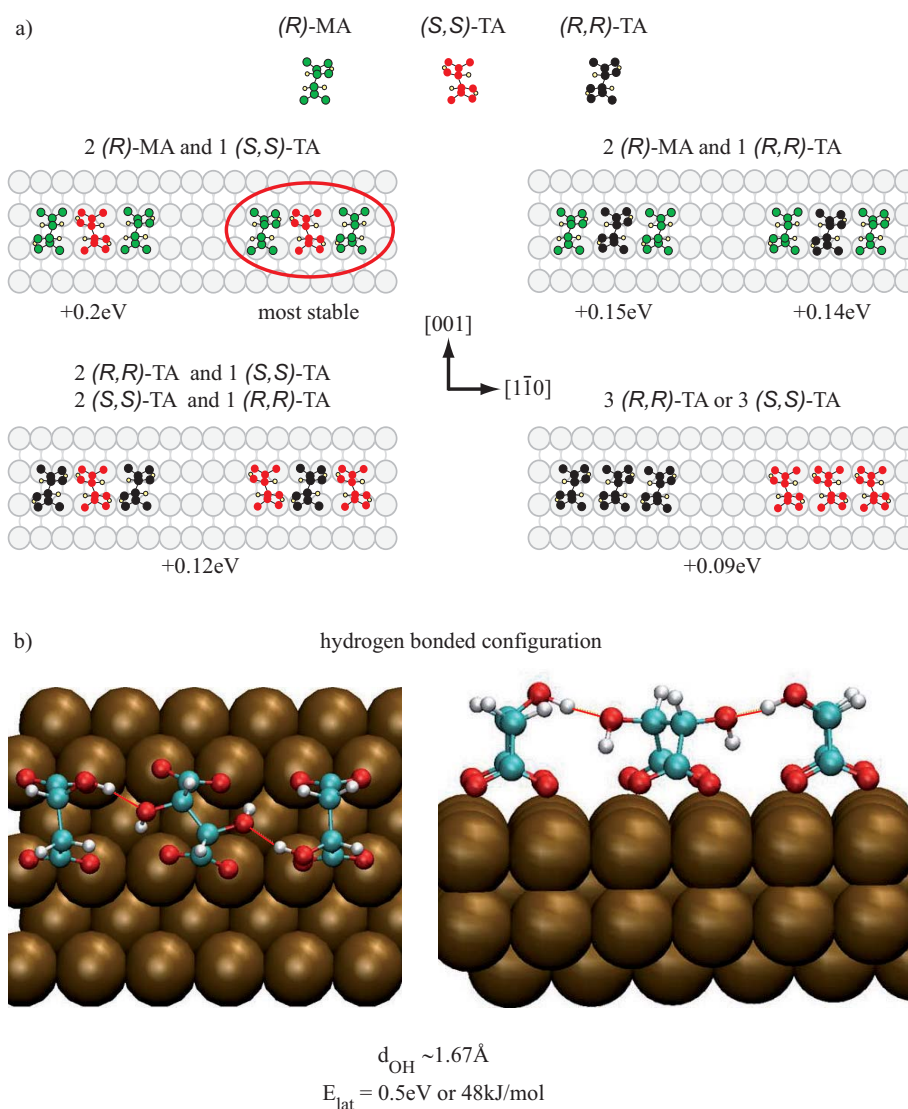 a)
(R)-MA (S,S)-TA (R,R)-TA
2 (R)-MA and 1 (S,S)-TA
2 (R)-MA and 1 (R,R)-TA
+0.2eV
most stable
+0.15eV
+0.14eV
[001]
[11̄0]
2 (R,R)-TA and 1 (S,S)-TA
2 (S,S)-TA and 1 (R,R)-TA
3 (R,R)-TA or 3 (S,S)-TA
+0.12eV
+0.09eV
b)
hydrogen bonded configuration
d_OH ~1.67Å
E_lat = 0.5eV or 48kJ/mol